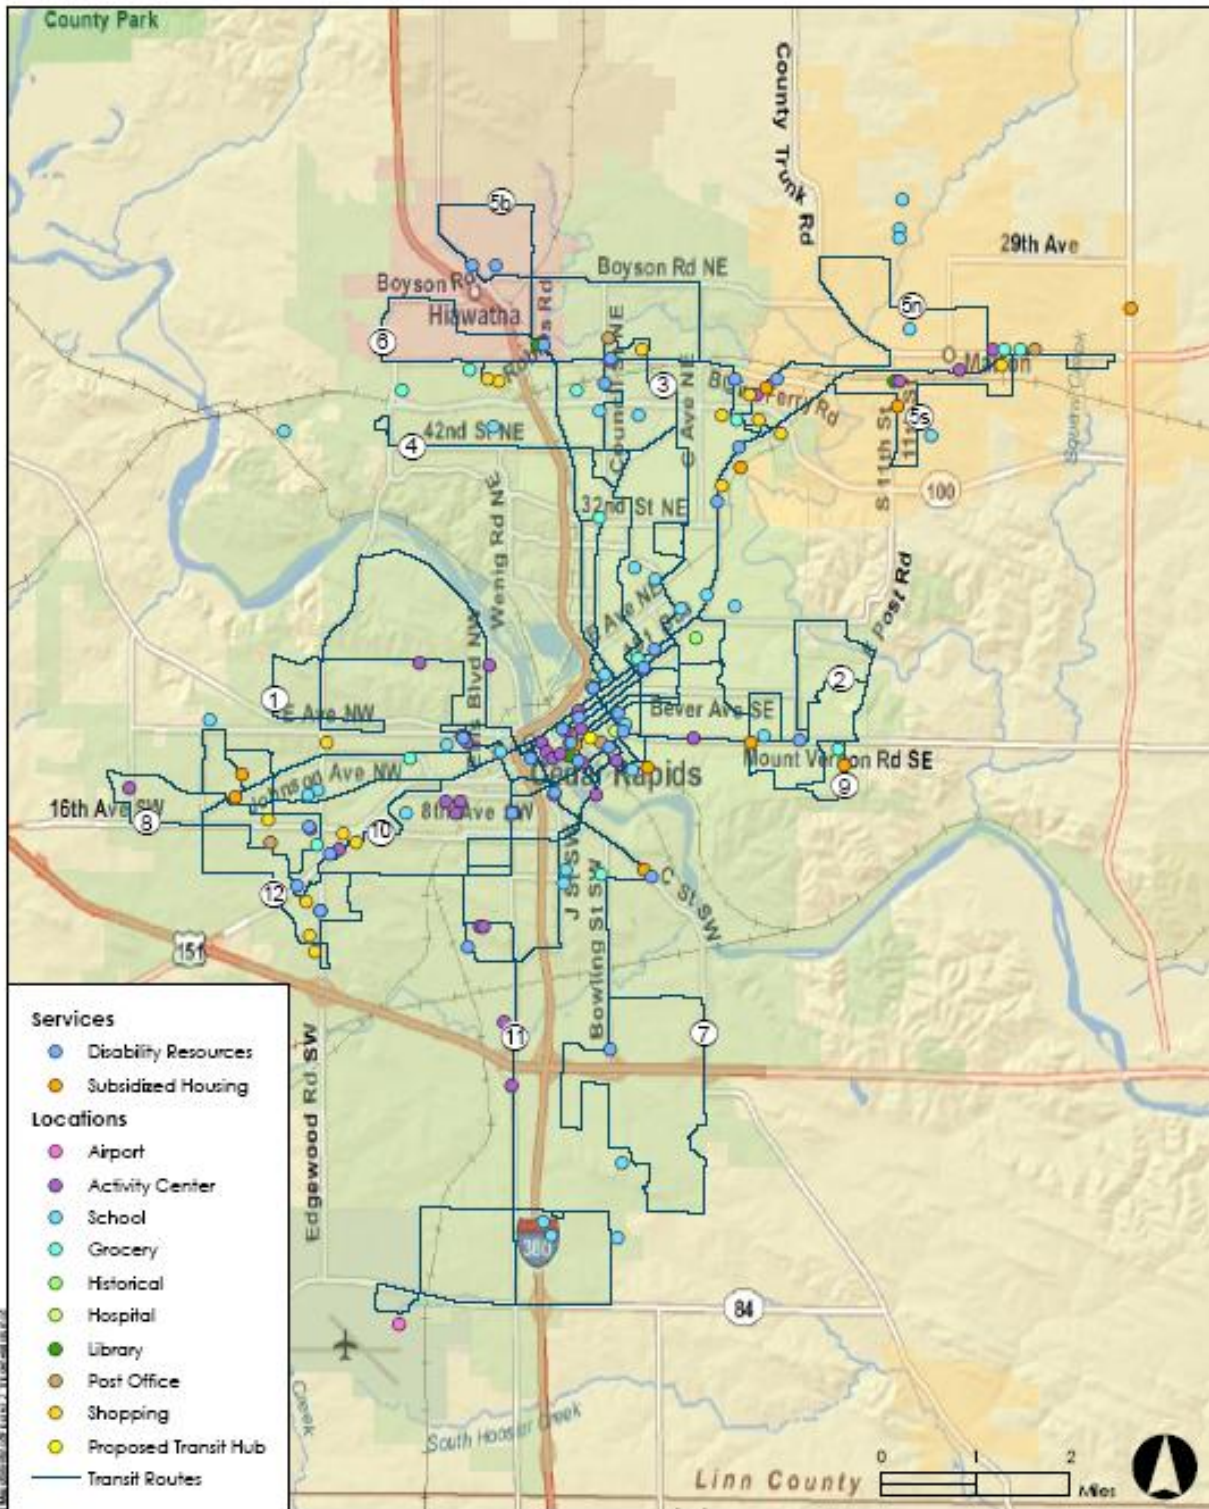 County Park
County Trunk Rd
5b
29th Ave
Boyson Rd NE
Boyson Rd
5n
Hiawatha
6
Marion
3
C Ave NE
5s
42nd St NE
4
S 11th St
100
32nd St NE
Wenig Rd NE
Squaw Creek
Post Rd
2
1
E Ave NW
Bever Ave SE
Mount Vernon Rd SE
Cedar Rapids
Johnson Ave NW
16th Ave SW
8
10
9
J St SW
12
C St SW
151
Bowling St SW
Services
Disability Resources
Subsidized Housing
Locations
Airport
Activity Center
School
Grocery
Historical
Hospital
Library
Post Office
Shopping
Proposed Transit Hub
Transit Routes
11
7
Edgewood Rd SW
380
84
Creek
South Hoosier Creek
Linn County
0 1 2
Miles